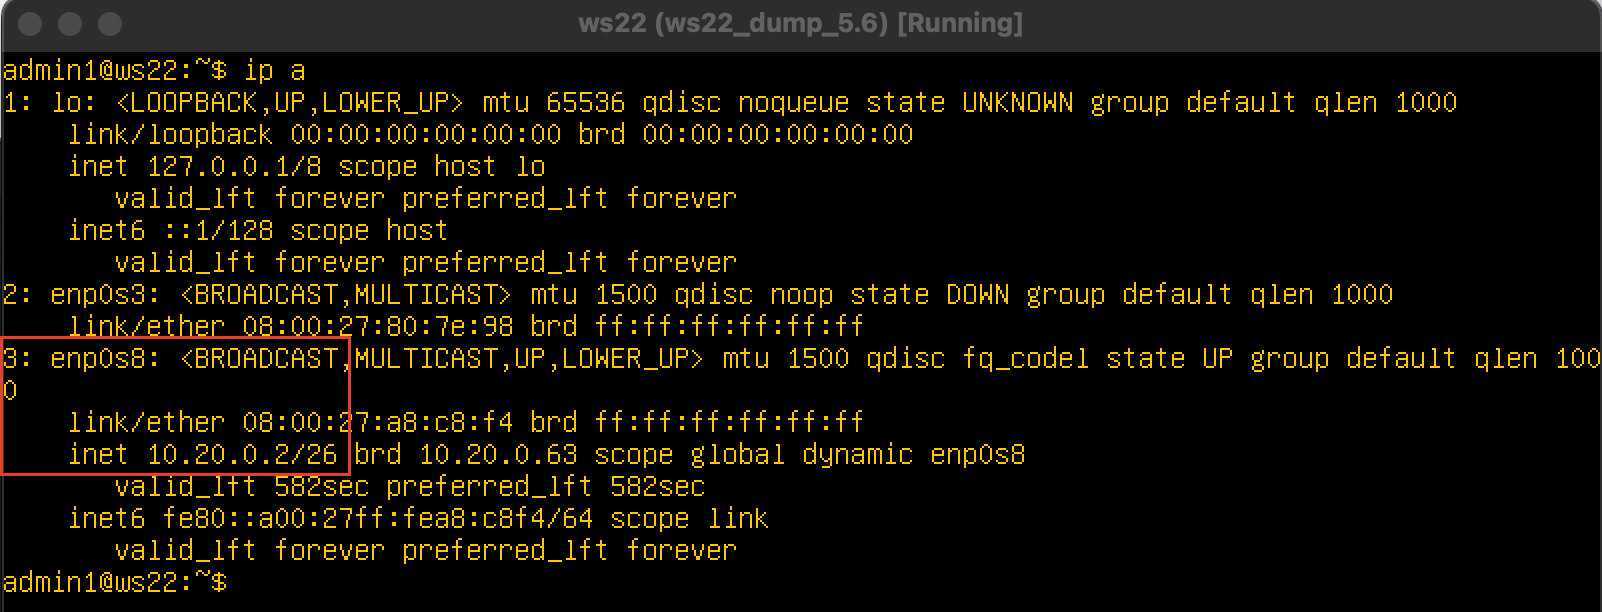 ws22 (ws22_dump_5.6) [Running]
admin1@ws22:~$ ip a
1: lo: <LOOPBACK,UP,LOWER_UP> mtu 65536 qdisc noqueue state UNKNOWN group default qlen 1000
    link/loopback 00:00:00:00:00:00 brd 00:00:00:00:00:00
    inet 127.0.0.1/8 scope host lo
       valid_lft forever preferred_lft forever
    inet6 ::1/128 scope host
       valid_lft forever preferred_lft forever
2: enp0s3: <BROADCAST,MULTICAST> mtu 1500 qdisc noop state DOWN group default qlen 1000
    link/ether 08:00:27:80:7e:98 brd ff:ff:ff:ff:ff:ff
3: enp0s8: <BROADCAST,MULTICAST,UP,LOWER_UP> mtu 1500 qdisc fq_codel state UP group default qlen 100
0
    link/ether 08:00:27:a8:c8:f4 brd ff:ff:ff:ff:ff:ff
    inet 10.20.0.2/26 brd 10.20.0.63 scope global dynamic enp0s8
       valid_lft 582sec preferred_lft 582sec
    inet6 fe80::a00:27ff:fea8:c8f4/64 scope link
       valid_lft forever preferred_lft forever
admin1@ws22:~$